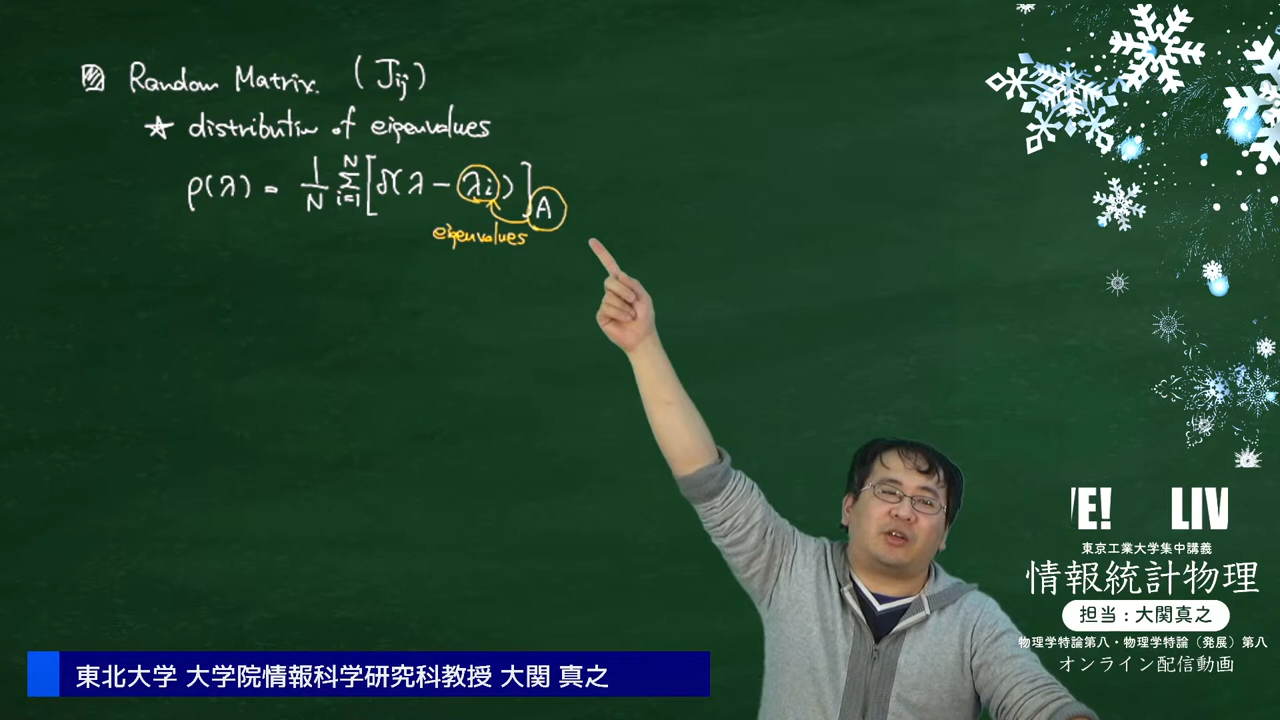 Random Matrix. (Jij)
★ distribution of eigenvalues
ρ(λ) = 1/N Σ_{i=1}^{N} [δ(λ − λi)]_A
eigenvalues
VE! LIV
東京工業大学集中講義
情報統計物理
担当:大関真之
物理学特論第八・物理学特論(発展)第八
オンライン配信動画
東北大学 大学院情報科学研究科教授 大関 真之